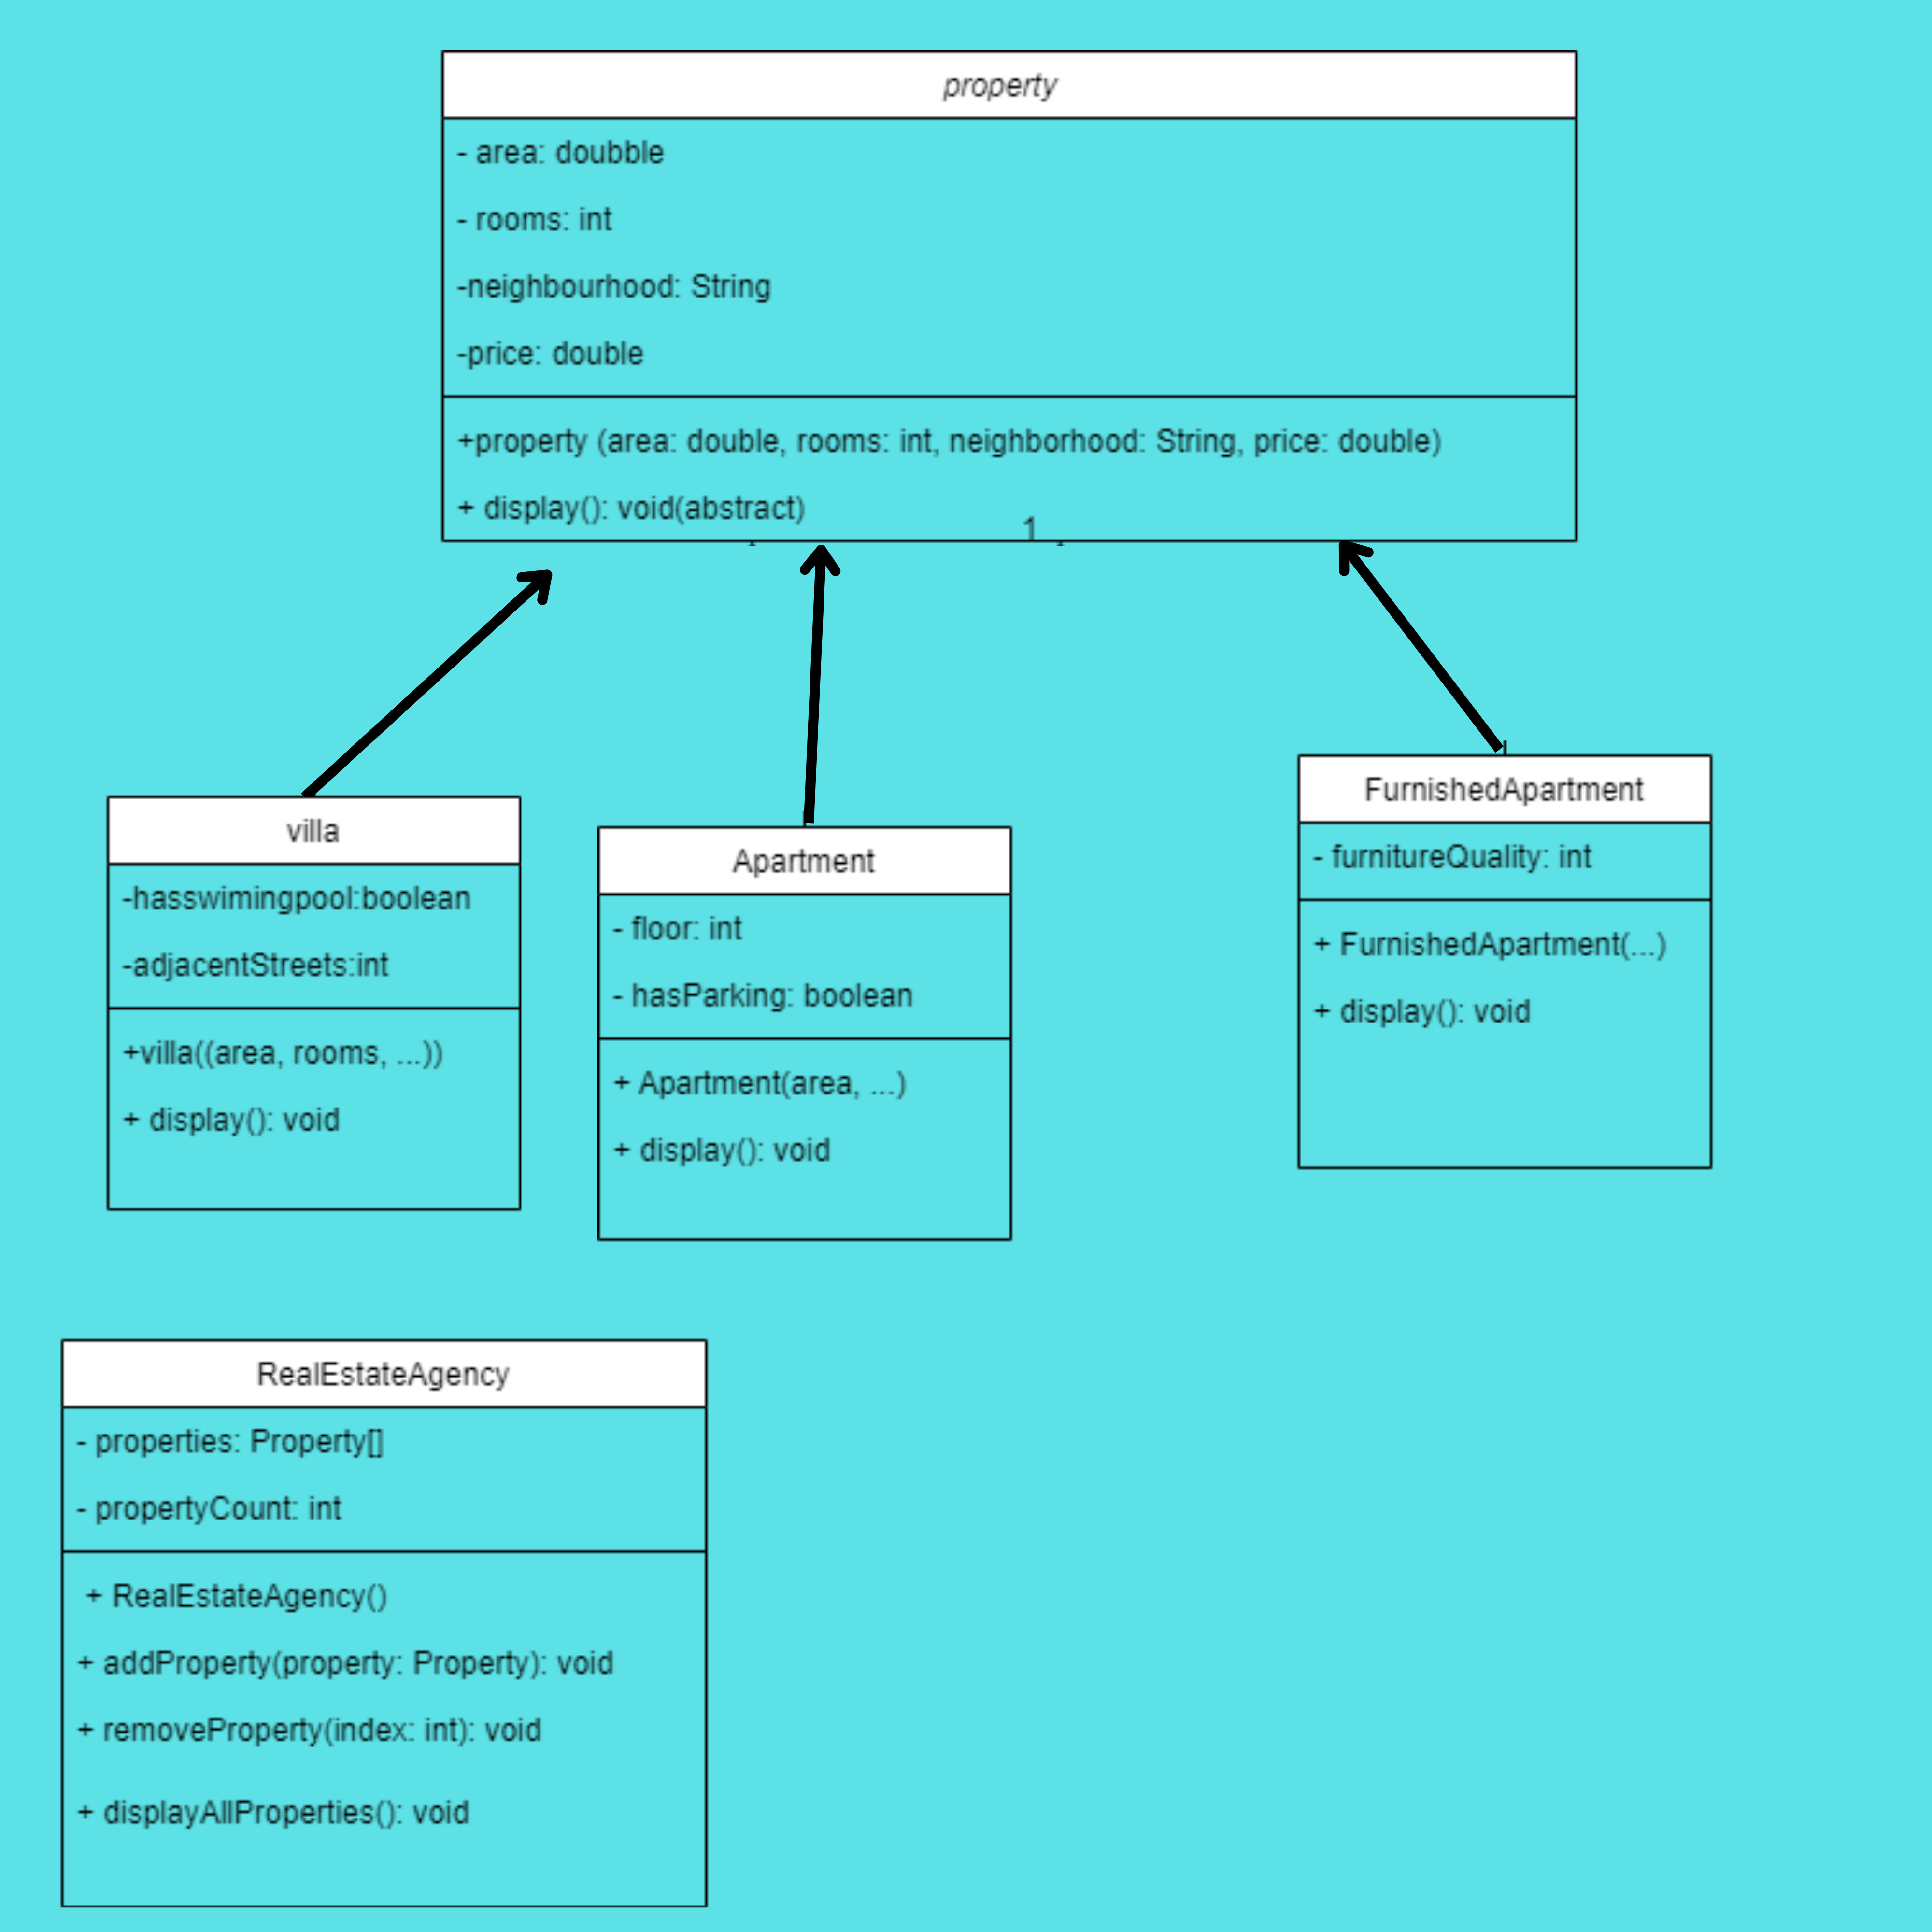 property
- area: doubble
- rooms: int
-neighbourhood: String
-price: double
+property (area: double, rooms: int, neighborhood: String, price: double)
+ display(): void(abstract)
1
villa
-hasswimingpool:boolean
-adjacentStreets:int
+villa((area, rooms, ...))
+ display(): void
Apartment
- floor: int
- hasParking: boolean
+ Apartment(area, ...)
+ display(): void
FurnishedApartment
- furnitureQuality: int
+ FurnishedApartment(...)
+ display(): void
RealEstateAgency
- properties: Property[]
- propertyCount: int
+ RealEstateAgency()
+ addProperty(property: Property): void
+ removeProperty(index: int): void
+ displayAllProperties(): void